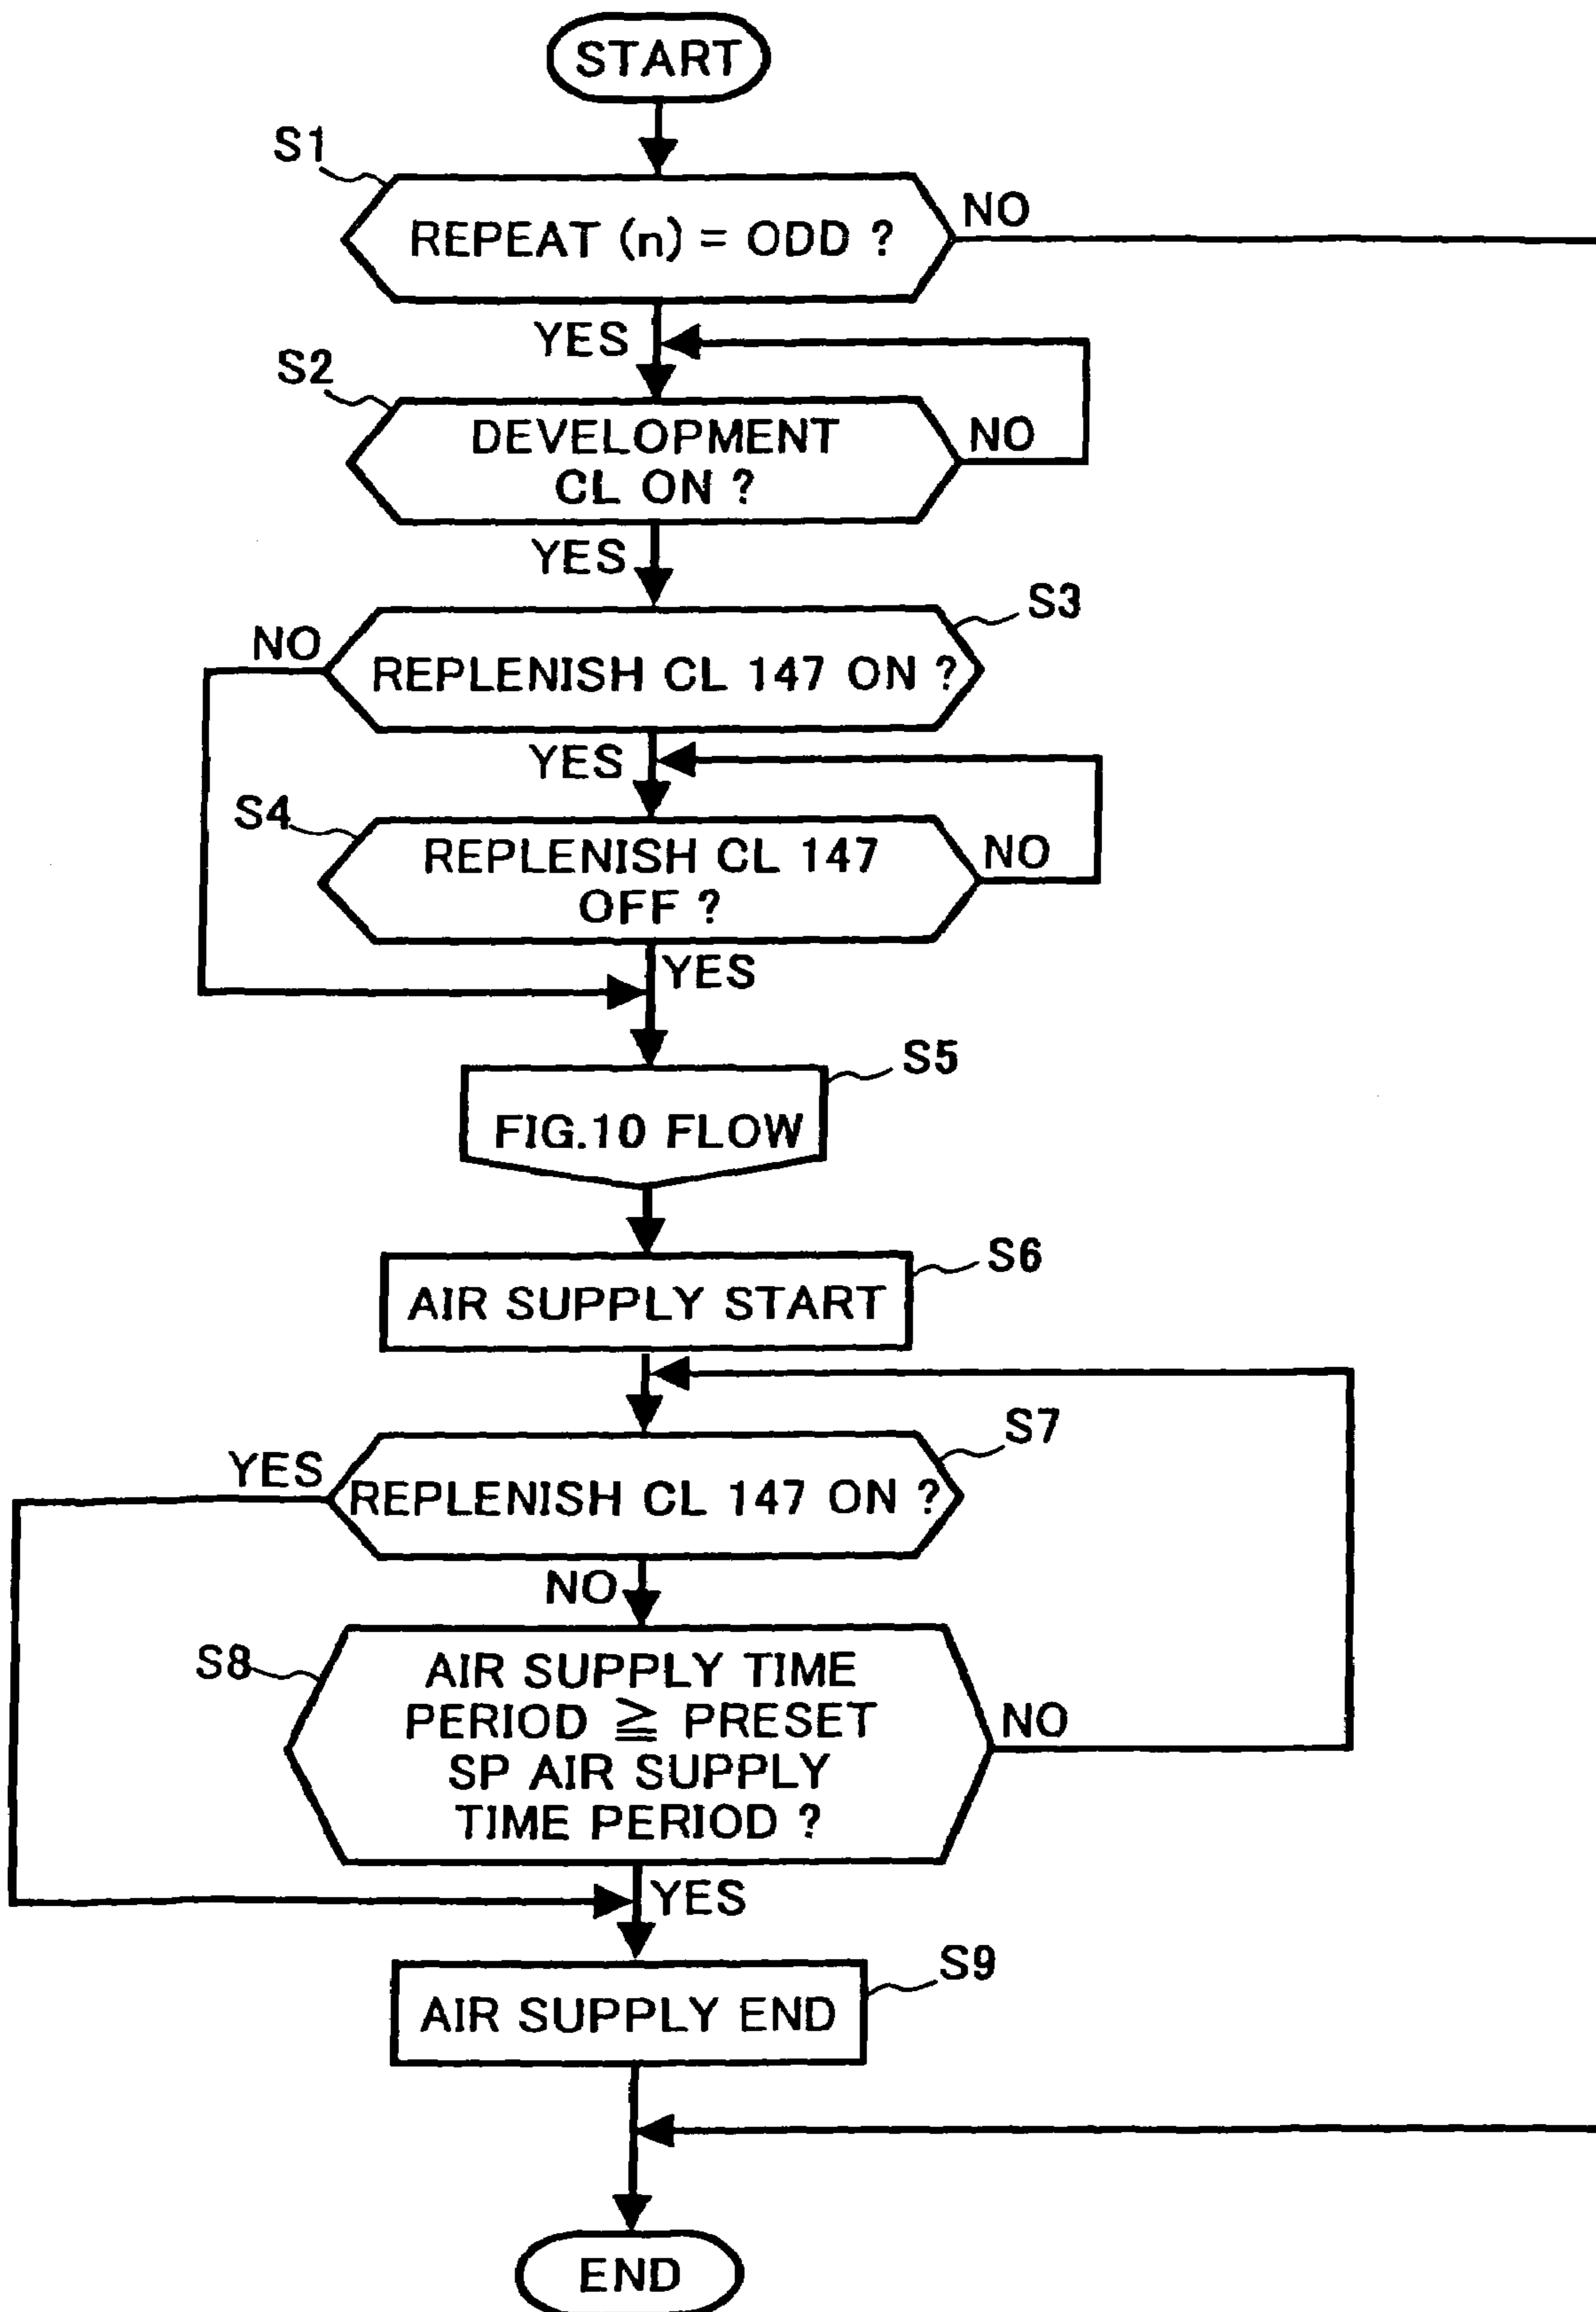 START
S1
REPEAT (n) = ODD ?
NO
YES
S2
DEVELOPMENT
CL ON ?
NO
YES
S3
NO
REPLENISH CL 147 ON ?
YES
S4
REPLENISH CL 147
OFF ?
NO
YES
S5
FIG.10 FLOW
S6
AIR SUPPLY START
S7
YES
REPLENISH CL 147 ON ?
NO
S8
AIR SUPPLY TIME
PERIOD ≧ PRESET
SP AIR SUPPLY
TIME PERIOD ?
NO
YES
S9
AIR SUPPLY END
END